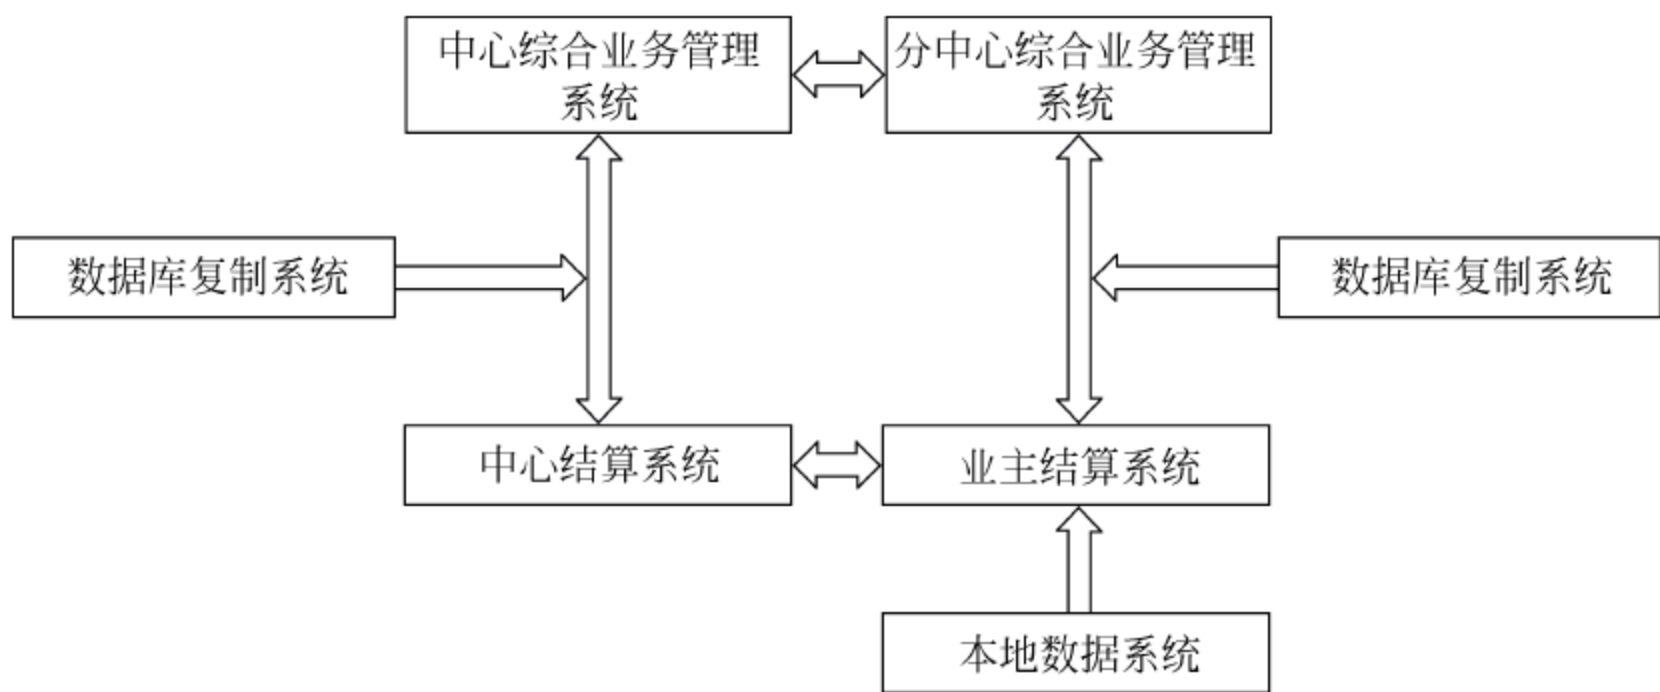 中心综合业务管理
系统
分中心综合业务管理
系统
数据库复制系统
数据库复制系统
中心结算系统
业主结算系统
本地数据系统